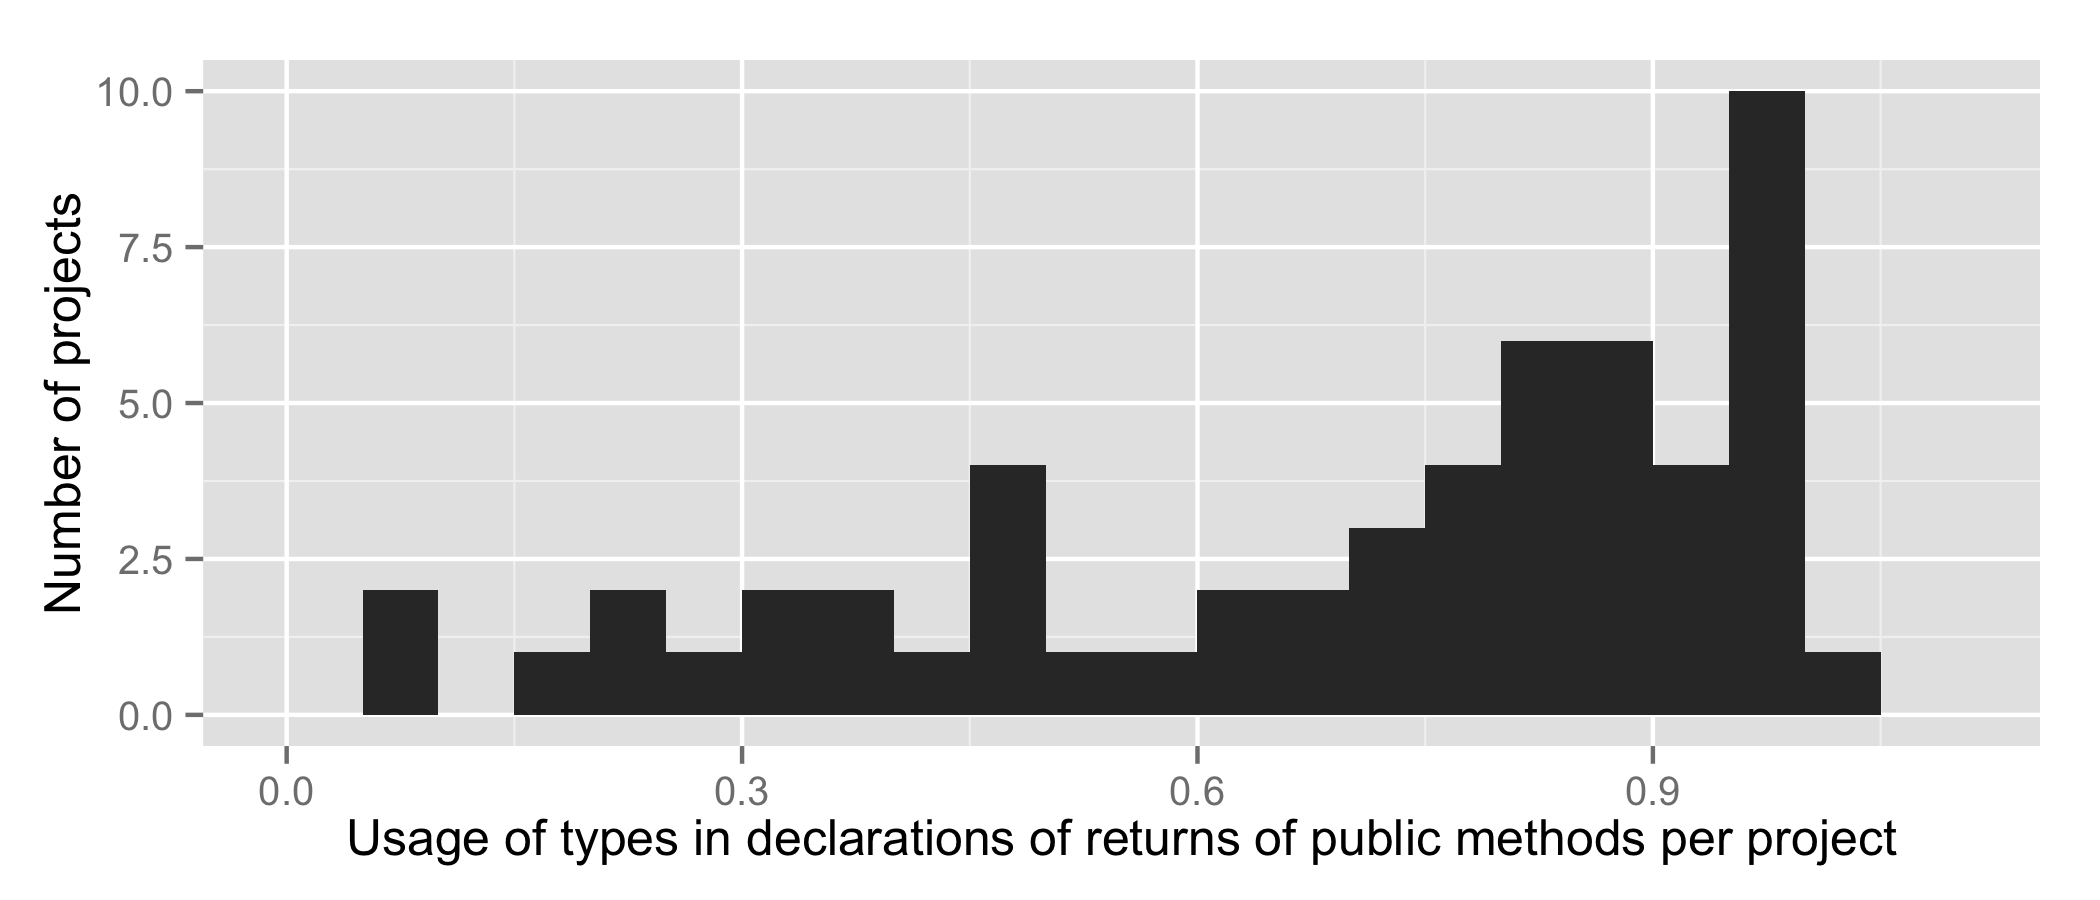 Number of projects
10.0
7.5
5.0
2.5
0.0
0.0 0.3 0.6 0.9
Usage of types in declarations of returns of public methods per project